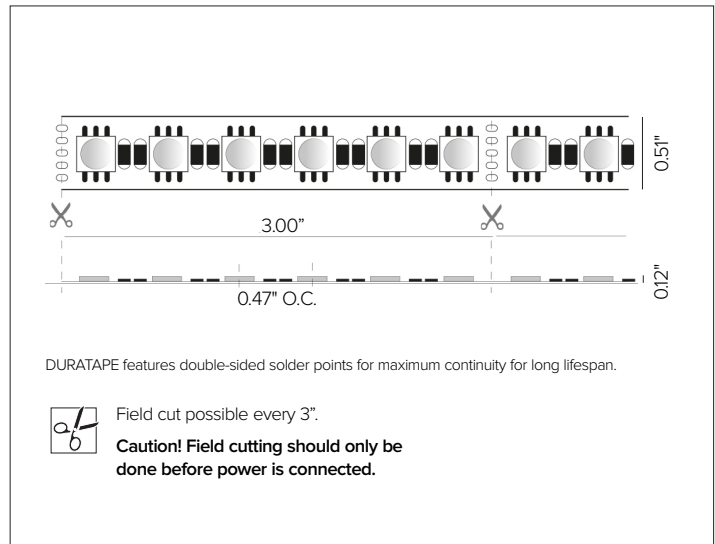 0.51"
3.00”
0.47" O.C.
0.12"
DURATAPE features double-sided solder points for maximum continuity for long lifespan.
Field cut possible every 3”.
Caution! Field cutting should only be
done before power is connected.